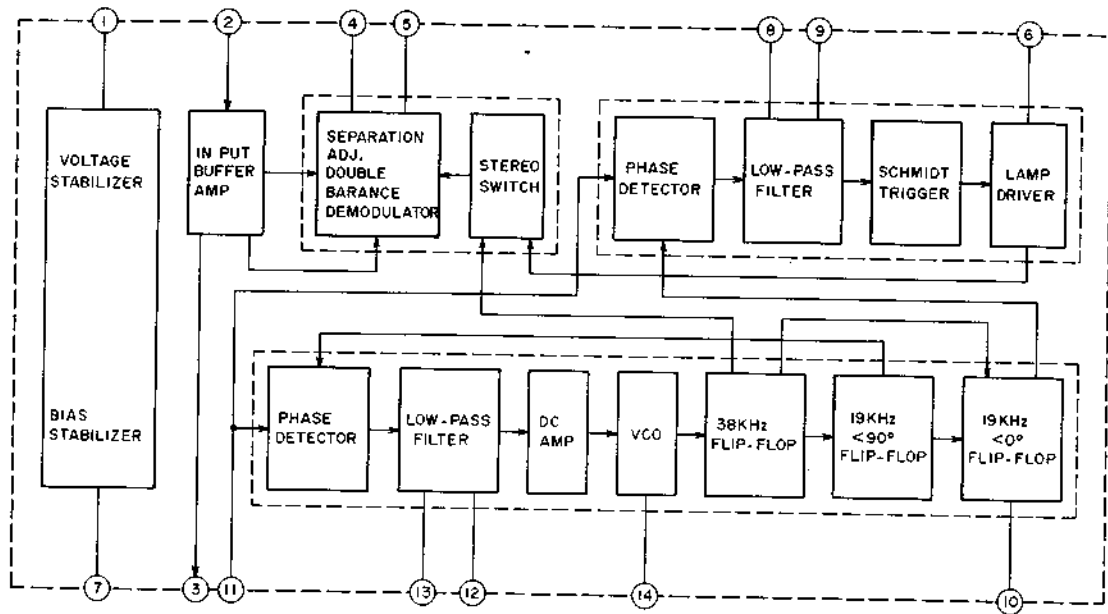 1
2
4
5
8
9
6
VOLTAGE
STABILIZER
BIAS
STABILIZER
IN PUT
BUFFER
AMP
SEPARATION
ADJ.
DOUBLE
BARANCE
DEMODULATOR
STEREO
SWITCH
PHASE
DETECTOR
LOW-PASS
FILTER
SCHMIDT
TRIGGER
LAMP
DRIVER
PHASE
DETECTOR
LOW-PASS
FILTER
DC
AMP
VCO
38KHz
FLIP-FLOP
19KHz
<90°
FLIP-FLOP
19KHz
<0°
FLIP-FLOP
7
3
11
13
12
14
10